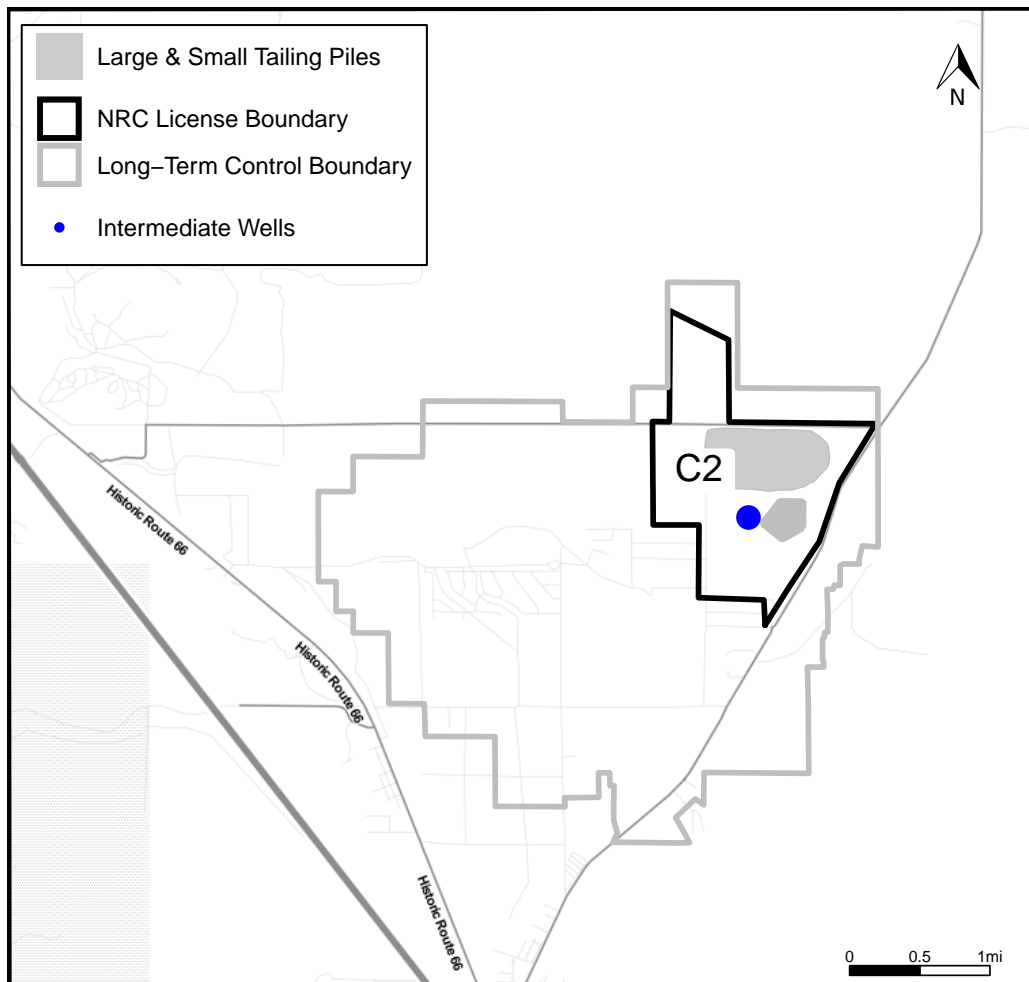 Large & Small Tailing Piles
NRC License Boundary
Long−Term Control Boundary
Intermediate Wells
N
C2
Historic Route 66
Historic Route 66
Historic Route 66
0 0.5 1mi